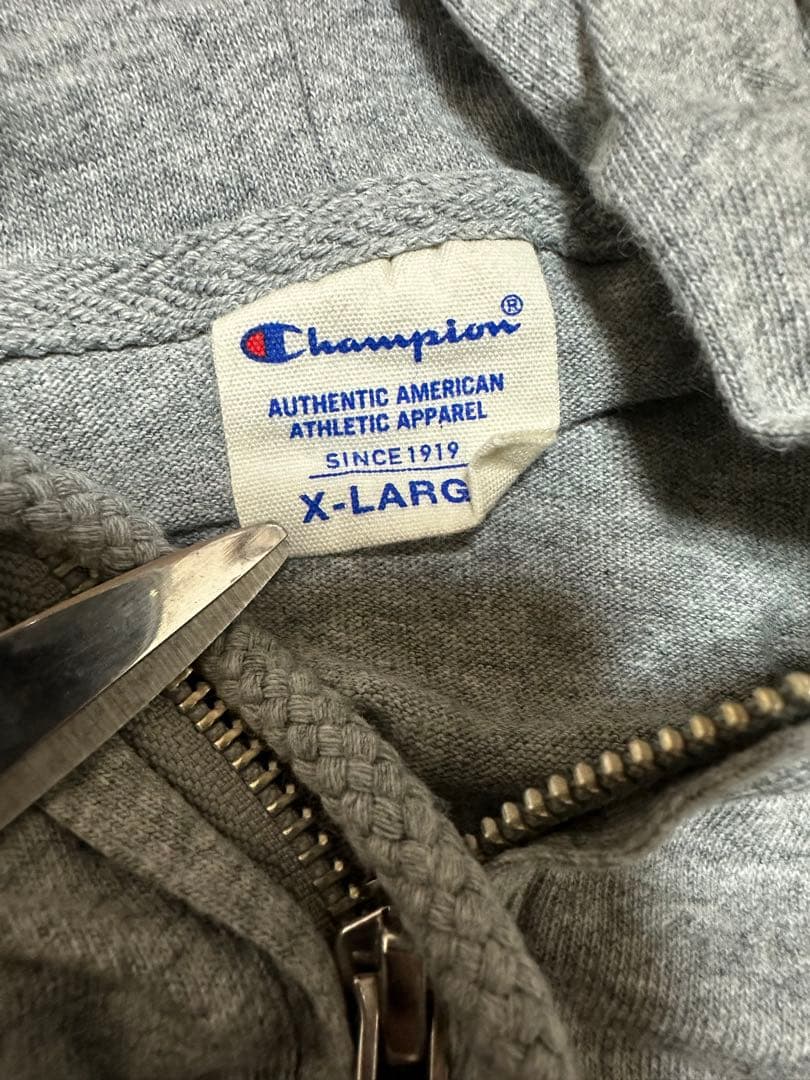 Champion®
AUTHENTIC AMERICAN
ATHLETIC APPAREL
SINCE 1919
X-LARG